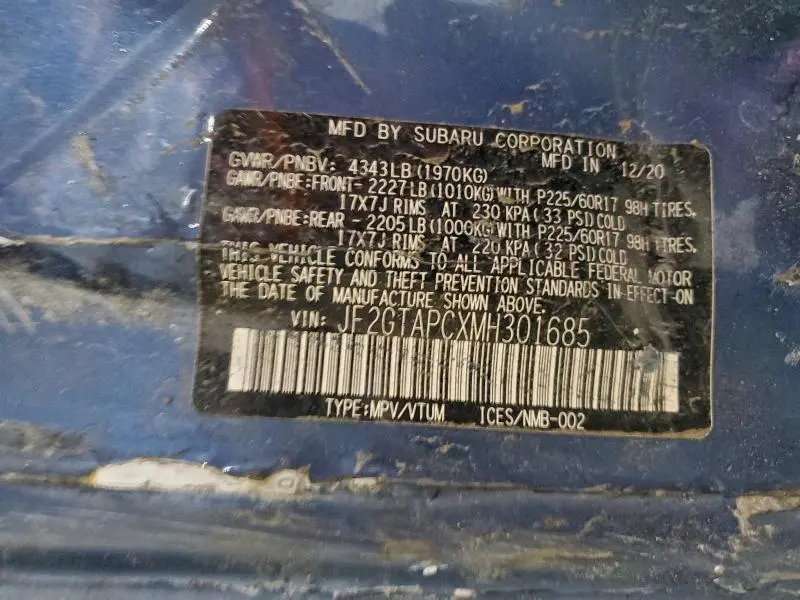 MFD BY SUBARU CORPORATION
MFD IN 12/20
GVWR/PNBV: 4343LB(1970KG)
GAWR/PNBE:FRONT-2227LB(1010KG)WITH P225/60R17 98H TIRES,
17X7J RIMS AT 230 KPA(33 PSI)COLD
GAWR/PNBE:REAR -2205LB(1000KG)WITH P225/60R17 98H TIRES,
17X7J RIMS AT 220 KPA(32 PSI)COLD
THIS VEHICLE CONFORMS TO ALL APPLICABLE FEDERAL MOTOR
VEHICLE SAFETY AND THEFT PREVENTION STANDARDS IN EFFECT ON
THE DATE OF MANUFACTURE SHOWN ABOVE.
VIN: JF2GTAPCXMH301685
TYPE:MPV/VTUM ICES/NMB-002